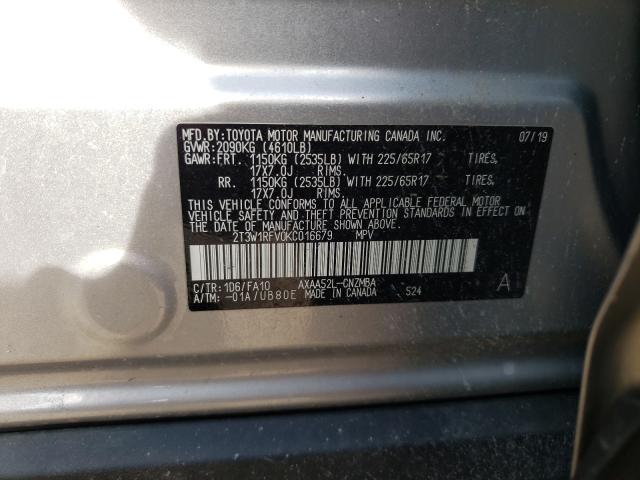 MFD.BY:TOYOTA MOTOR MANUFACTURING CANADA INC. 07/19
GVWR:2090KG (4610LB)
GAWR:FRT. 1150KG (2535LB) WITH 225/65R17 TIRES,
17X7.0J RIMS.
RR. 1150KG (2535LB) WITH 225/65R17 TIRES,
17X7.0J RIMS.
THIS VEHICLE CONFORMS TO ALL APPLICABLE FEDERAL MOTOR
VEHICLE SAFETY AND THEFT PREVENTION STANDARDS IN EFFECT ON
THE DATE OF MANUFACTURE SHOWN ABOVE.
2T3W1RFV0KC016679 MPV
C/TR:1D6/FA10 AXAA52L-CNZMBA
A/TM: -01A/UB80E MADE IN CANADA 524
A